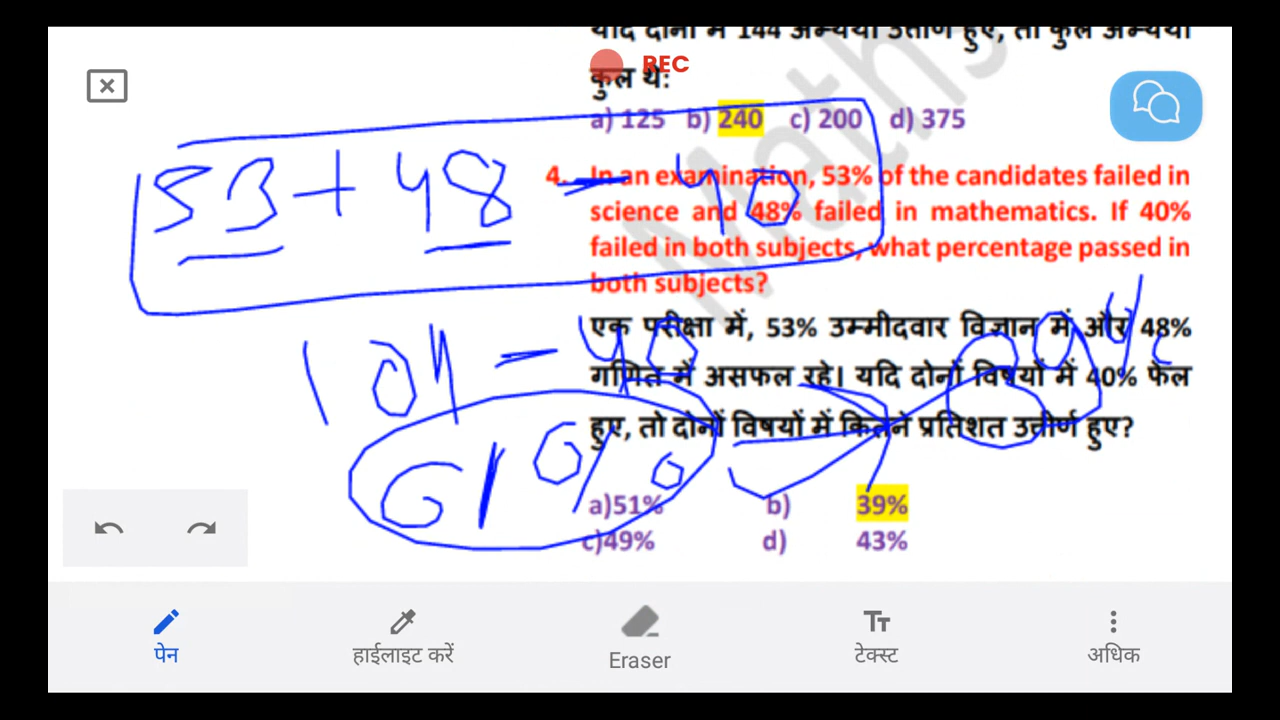 यदि दोनों में 144 अभ्यर्थी उत्तीर्ण हुए, तो कुल अभ्यर्थी
REC
कुल थे:
a) 125 b) 240 c) 200 d) 375
53 + 48 - 40
4. In an examination, 53% of the candidates failed in
science and 48% failed in mathematics. If 40%
failed in both subjects, what percentage passed in
both subjects?
एक परीक्षा में, 53% उम्मीदवार विज्ञान में और 48%
गणित में असफल रहे। यदि दोनों विषयों में 40% फेल
हुए, तो दोनों विषयों में कितने प्रतिशत उत्तीर्ण हुए?
101 - 40
61%
39%
a)51% b) 39%
c)49% d) 43%
Maths
पेन
हाईलाइट करें
Eraser
टेक्स्ट
अधिक